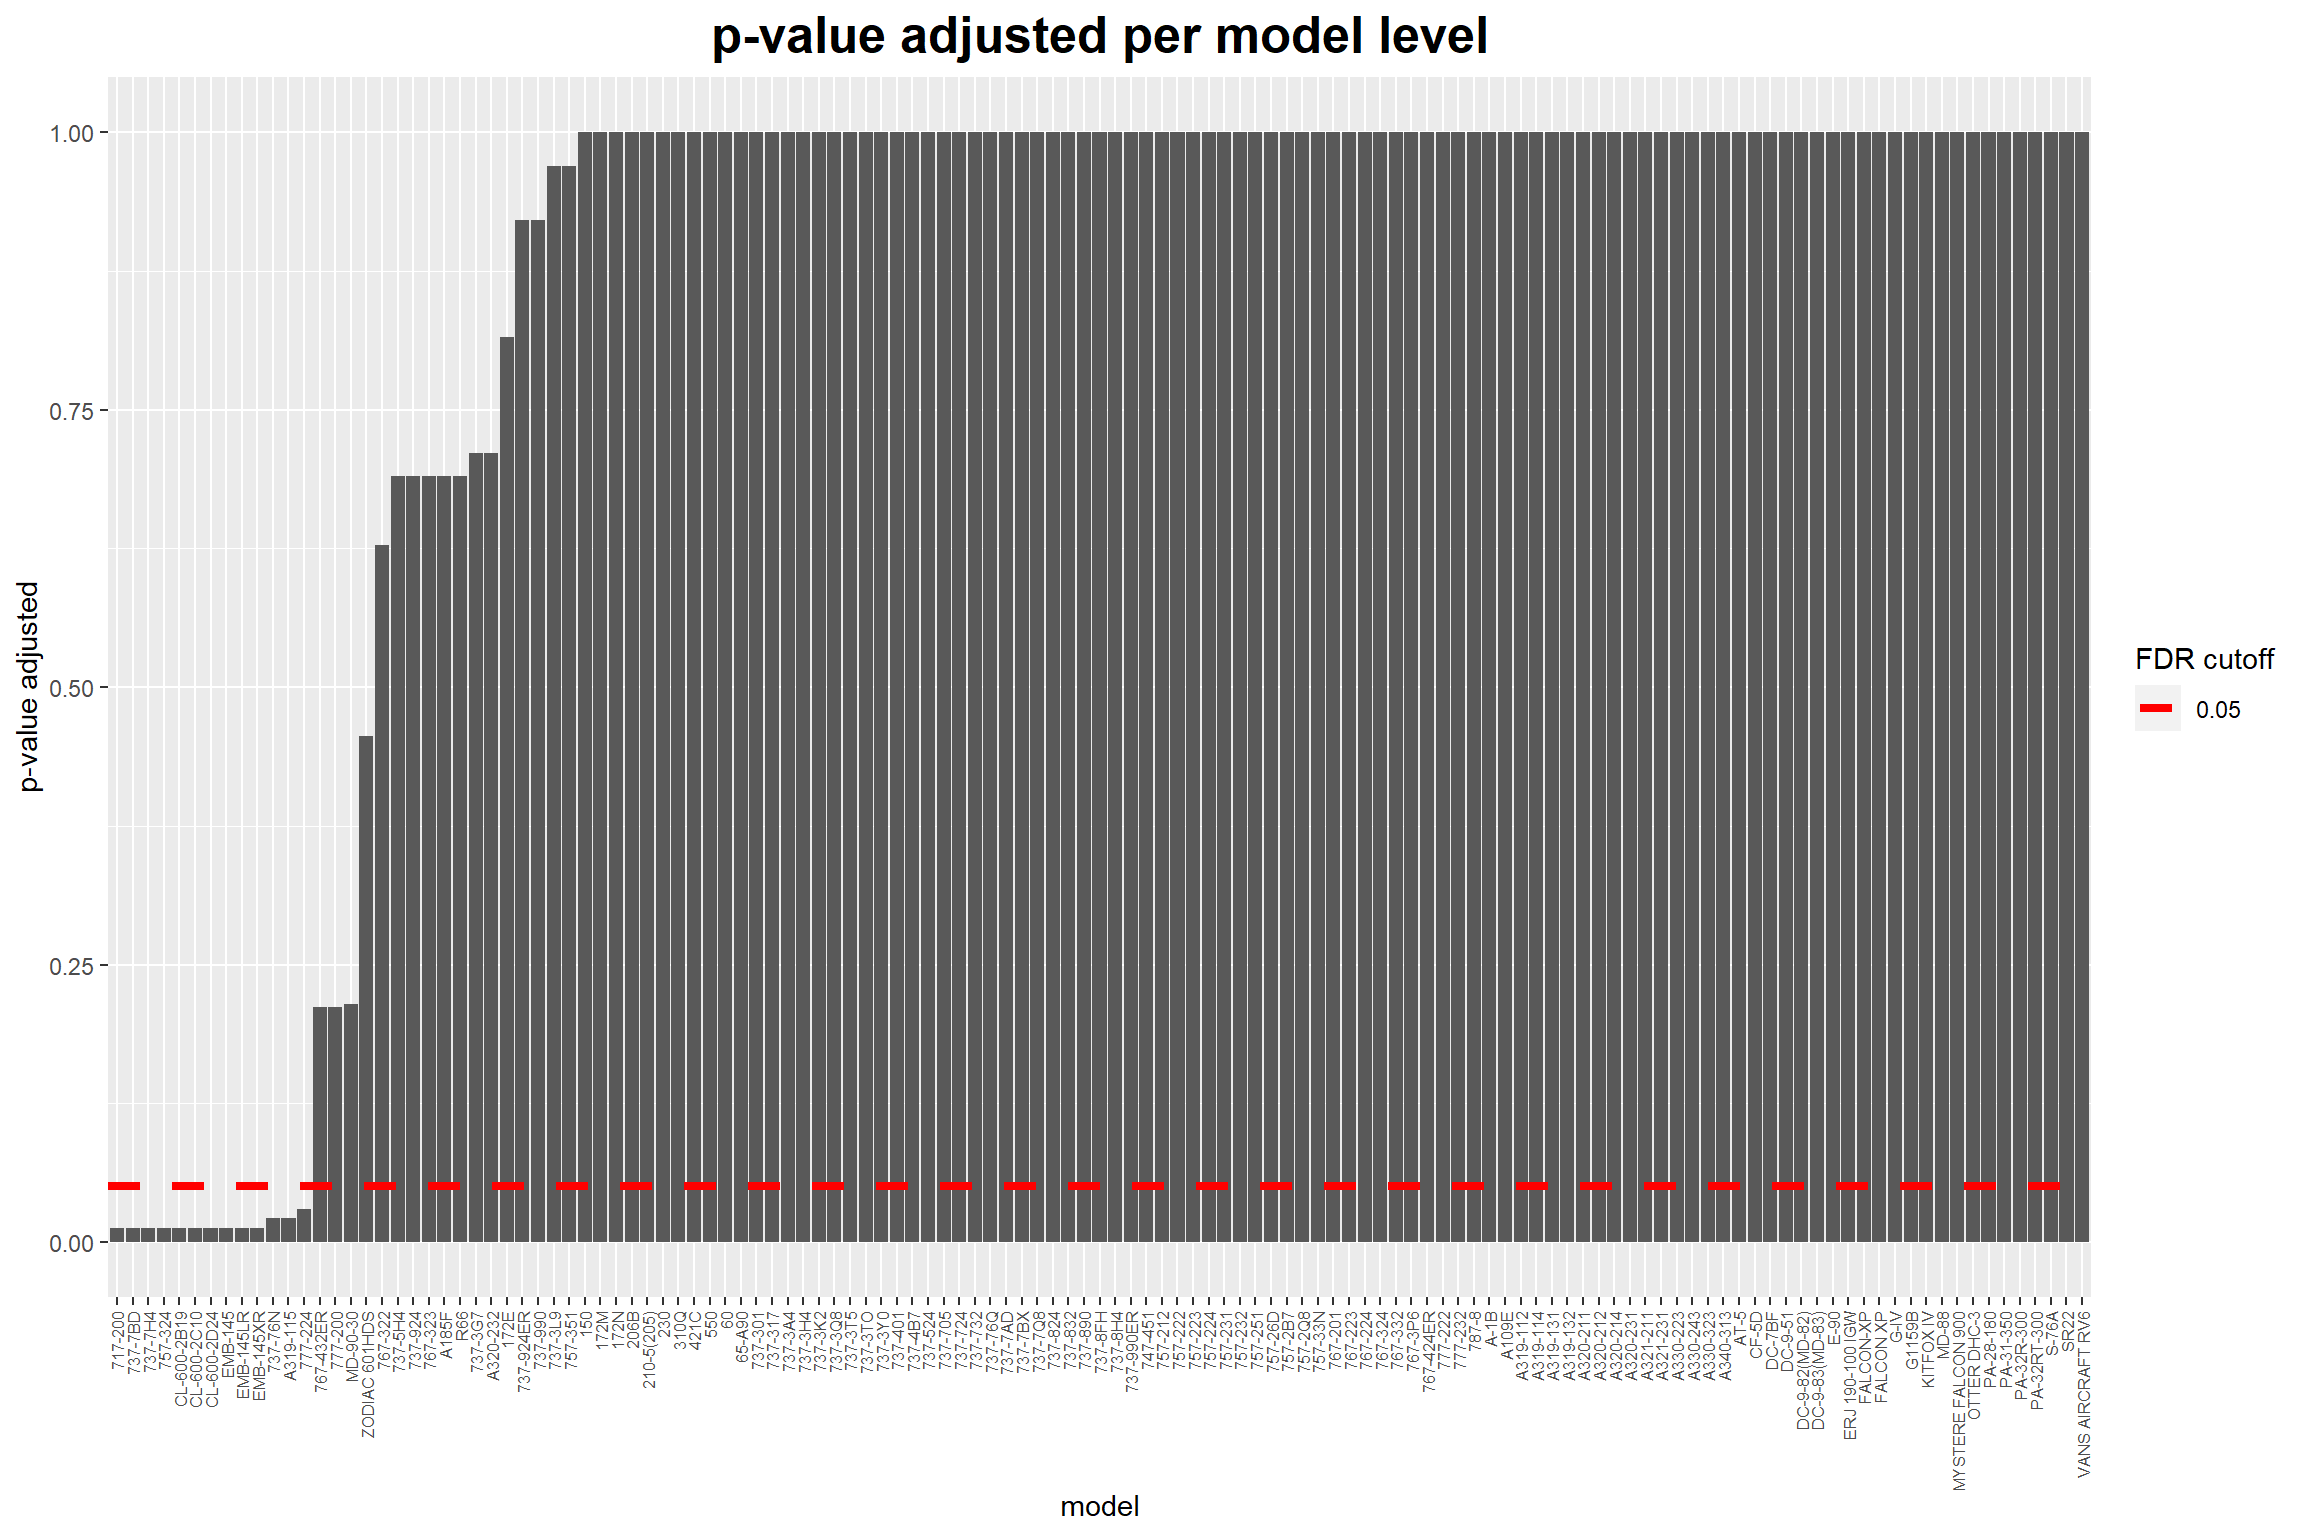 p-value adjusted per model level
p-value adjusted
1.00
0.75
0.50
0.25
0.00
FDR cutoff
0.05
717-200
737-7BD
737-7H4
757-324
CL-600-2B19
CL-600-2C10
CL-600-2D24
EMB-145
EMB-145LR
EMB-145XR
737-76N
A319-115
777-224
767-432ER
777-200
MD-90-30
ZODIAC 601HDS
767-322
737-5H4
737-924
767-323
A185F
R66
737-3G7
A320-232
172E
737-924ER
737-990
737-3L9
757-351
150
172M
172N
206B
210-5(205)
230
310Q
421C
550
60
65-A90
737-301
737-317
737-3A4
737-3H4
737-3K2
737-3Q8
737-3T5
737-3TO
737-3Y0
737-401
737-4B7
737-524
737-705
737-724
737-732
737-76Q
737-7AD
737-7BX
737-7Q8
737-824
737-832
737-890
737-8FH
737-8H4
737-990ER
747-451
757-212
757-222
757-223
757-224
757-231
757-232
757-251
757-26D
757-2B7
757-2Q8
757-33N
767-201
767-223
767-224
767-324
767-332
767-3P6
767-424ER
777-222
777-232
787-8
A-1B
A109E
A319-112
A319-114
A319-131
A319-132
A320-211
A320-212
A320-214
A320-231
A321-211
A321-231
A330-223
A330-243
A330-323
A340-313
AT-5
CF-5D
DC-7BF
DC-9-51
DC-9-82(MD-82)
DC-9-83(MD-83)
E-90
ERJ 190-100 IGW
FALCON-XP
FALCON XP
G-IV
G1159B
KITFOX IV
MD-88
MYSTERE FALCON 900
OTTER DHC-3
PA-28-180
PA-31-350
PA-32R-300
PA-32RT-300
S-76A
SR22
VANS AIRCRAFT RV6
model